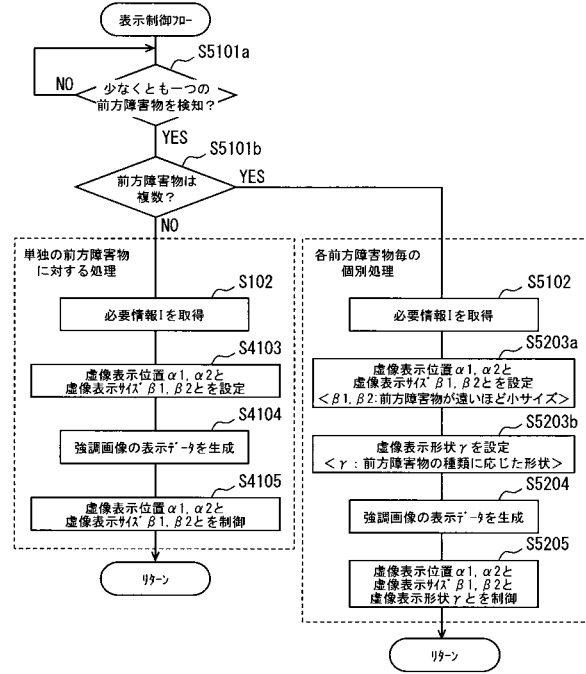 表示制御フロー
S5101a
少なくとも一つの
前方障害物を検知?
NO
YES
S5101b
前方障害物は
複数?
YES
NO
単独の前方障害物
に対する処理
S102
必要情報Iを取得
S4103
虚像表示位置α1, α2と
虚像表示サイズβ1, β2とを設定
S4104
強調画像の表示データを生成
S4105
虚像表示位置α1, α2と
虚像表示サイズβ1, β2とを制御
リターン
各前方障害物毎の
個別処理
S5102
必要情報Iを取得
S5203a
虚像表示位置α1, α2と
虚像表示サイズβ1, β2とを設定
<β1, β2:前方障害物が遠いほど小サイズ>
S5203b
虚像表示形状γを設定
<γ:前方障害物の種類に応じた形状>
S5204
強調画像の表示データを生成
S5205
虚像表示位置α1, α2と
虚像表示サイズβ1, β2と
虚像表示形状γとを制御
リターン